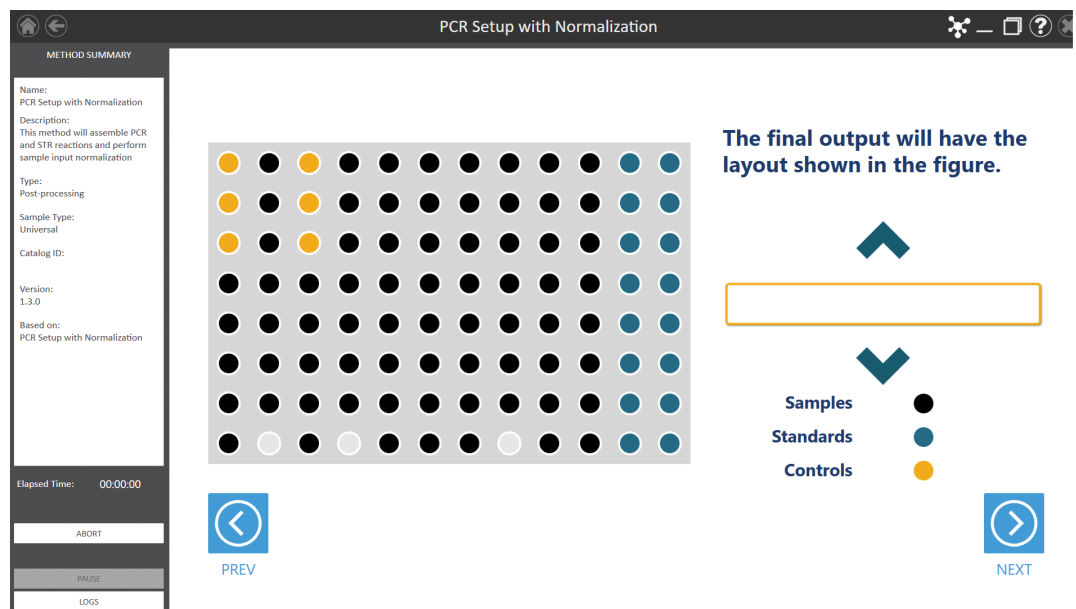 PCR Setup with Normalization
METHOD SUMMARY
Name:
PCR Setup with Normalization
Description:
This method will assemble PCR
and STR reactions and perform
sample input normalization
Type:
Post-processing
Sample Type:
Universal
Catalog ID:
Version:
1.3.0
Based on:
PCR Setup with Normalization
Elapsed Time: 00:00:00
ABORT
PAUSE
LOGS
The final output will have the
layout shown in the figure.
Samples
Standards
Controls
PREV
NEXT